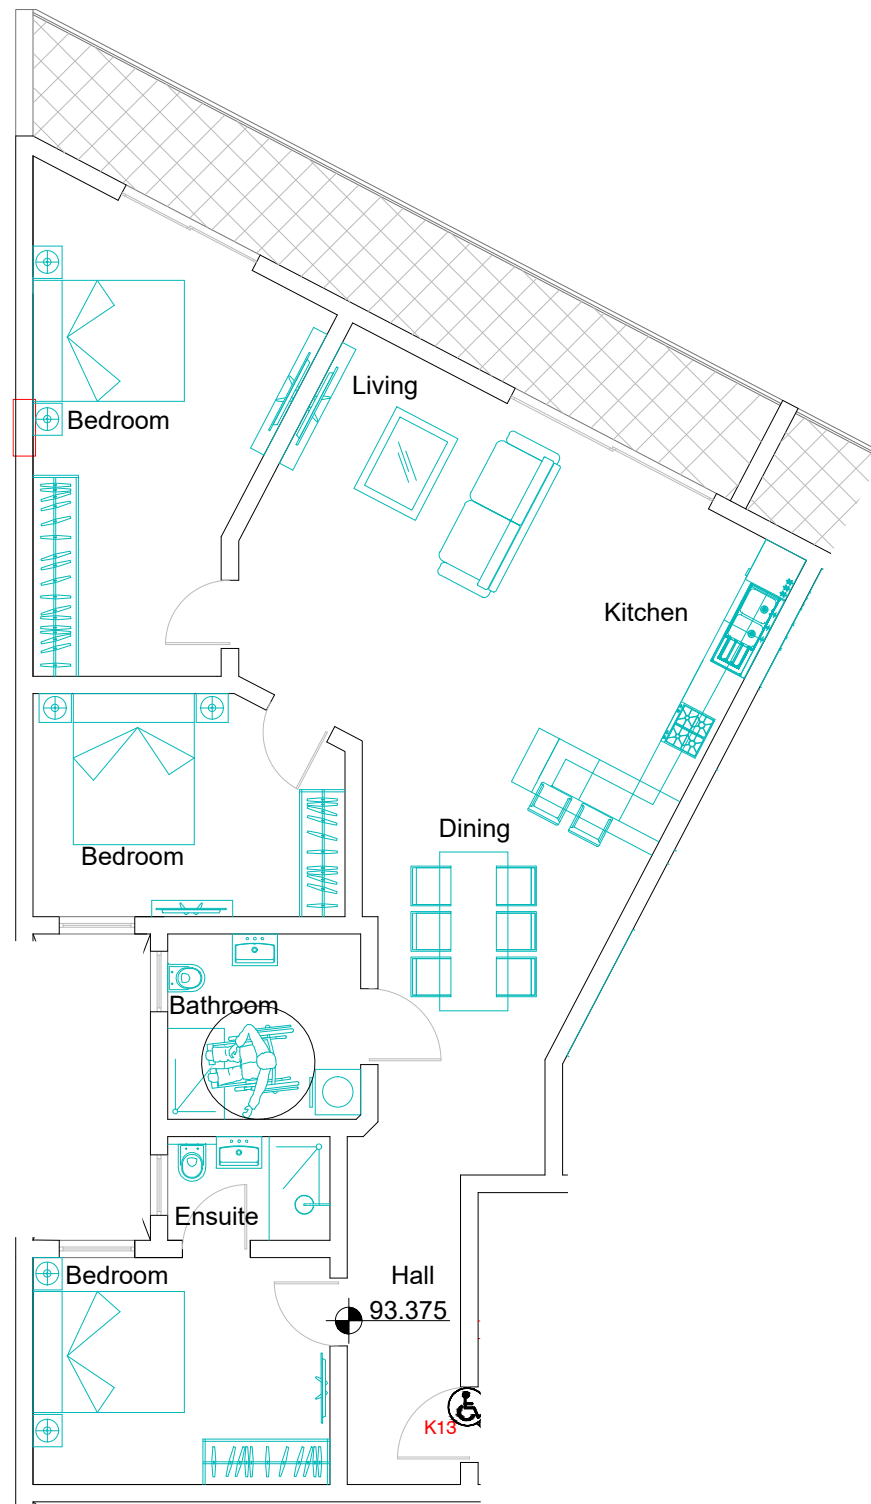 Living
Bedroom
Kitchen
Dining
Bedroom
Bathroom
Ensuite
Bedroom
Hall
93.375
K13